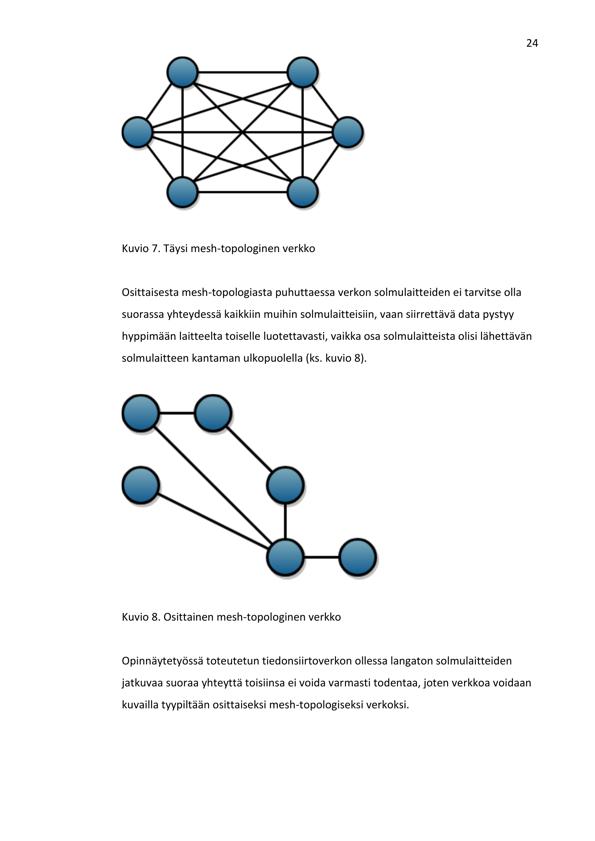 24
Kuvio 7. Täysi mesh-topologinen verkko
Osittaisesta mesh-topologiasta puhuttaessa verkon solmulaitteiden ei tarvitse olla
suorassa yhteydessä kaikkiin muihin solmulaitteisiin, vaan siirrettävä data pystyy
hyppimään laitteelta toiselle luotettavasti, vaikka osa solmulaitteista olisi lähettävän
solmulaitteen kantaman ulkopuolella (ks. kuvio 8).
Kuvio 8. Osittainen mesh-topologinen verkko
Opinnäytetyössä toteutetun tiedonsiirtoverkon ollessa langaton solmulaitteiden
jatkuvaa suoraa yhteyttä toisiinsa ei voida varmasti todentaa, joten verkkoa voidaan
kuvailla tyypiltään osittaiseksi mesh-topologiseksi verkoksi.